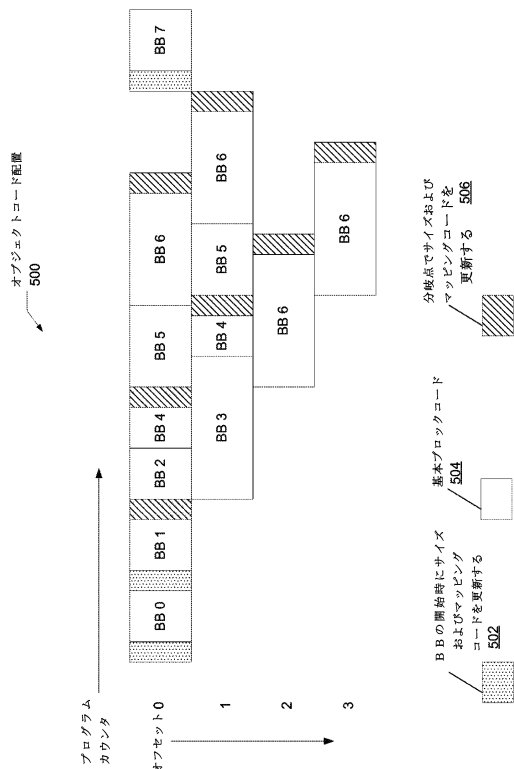 オブジェクトコード配置
500
プログラム
カウンタ
オフセット 0
1
2
3
BB 0
BB 1
BB 2
BB 4
BB 5
BB 6
BB 7
BB 3
BB 4
BB 5
BB 6
BB 6
BB 6
ＢＢの開始時にサイズ
およびマッピング
コードを更新する
502
基本ブロックコード
504
分岐点でサイズおよび
マッピングコードを
更新する
506